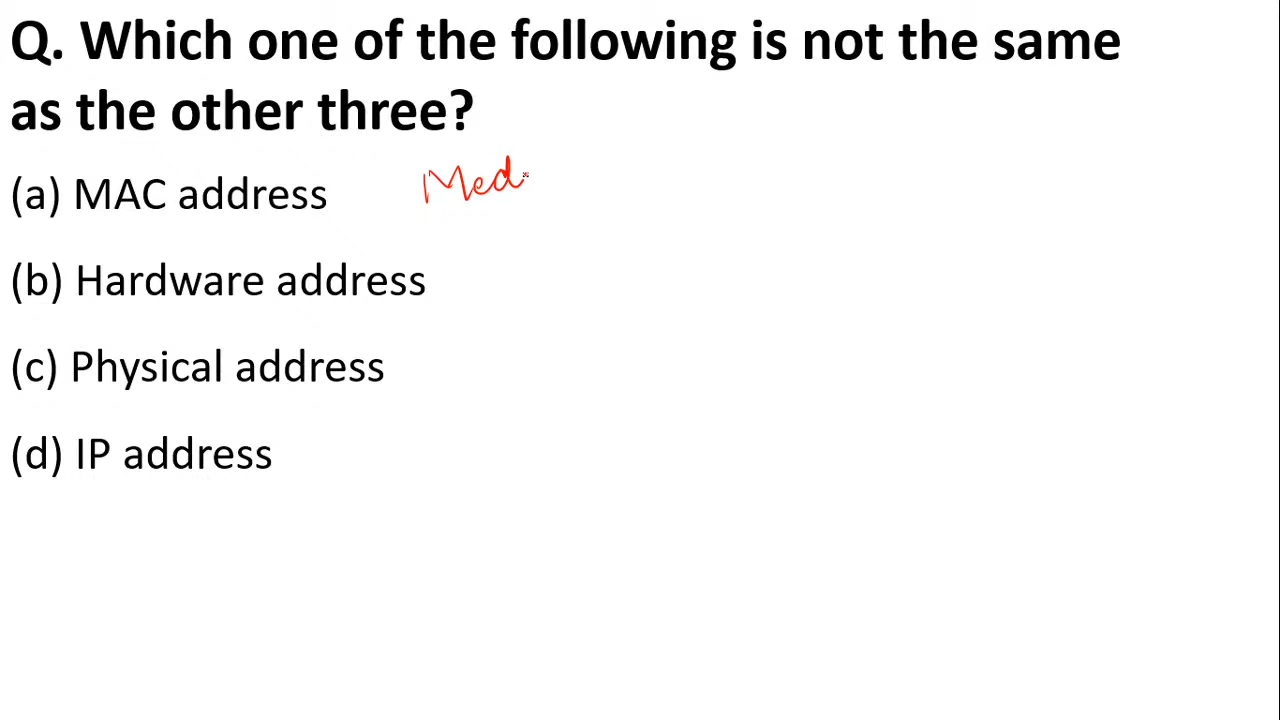 Q. Which one of the following is not the same
as the other three?
(a) MAC address
Med
(b) Hardware address
(c) Physical address
(d) IP address